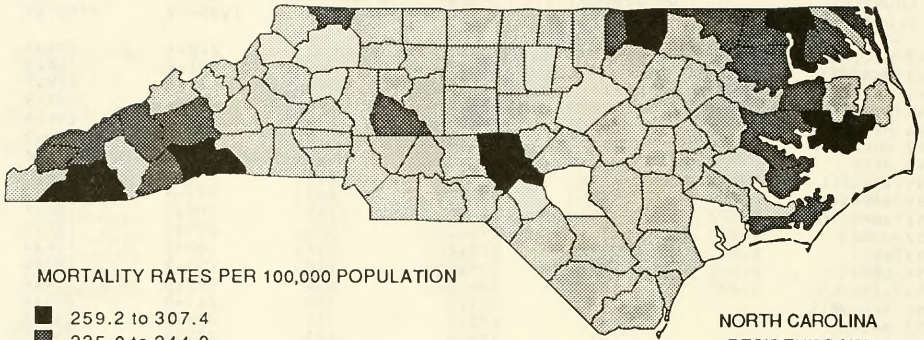 MORTALITY RATES PER 100,000 POPULATION
259.2 to 307.4
NORTH CAROLINA